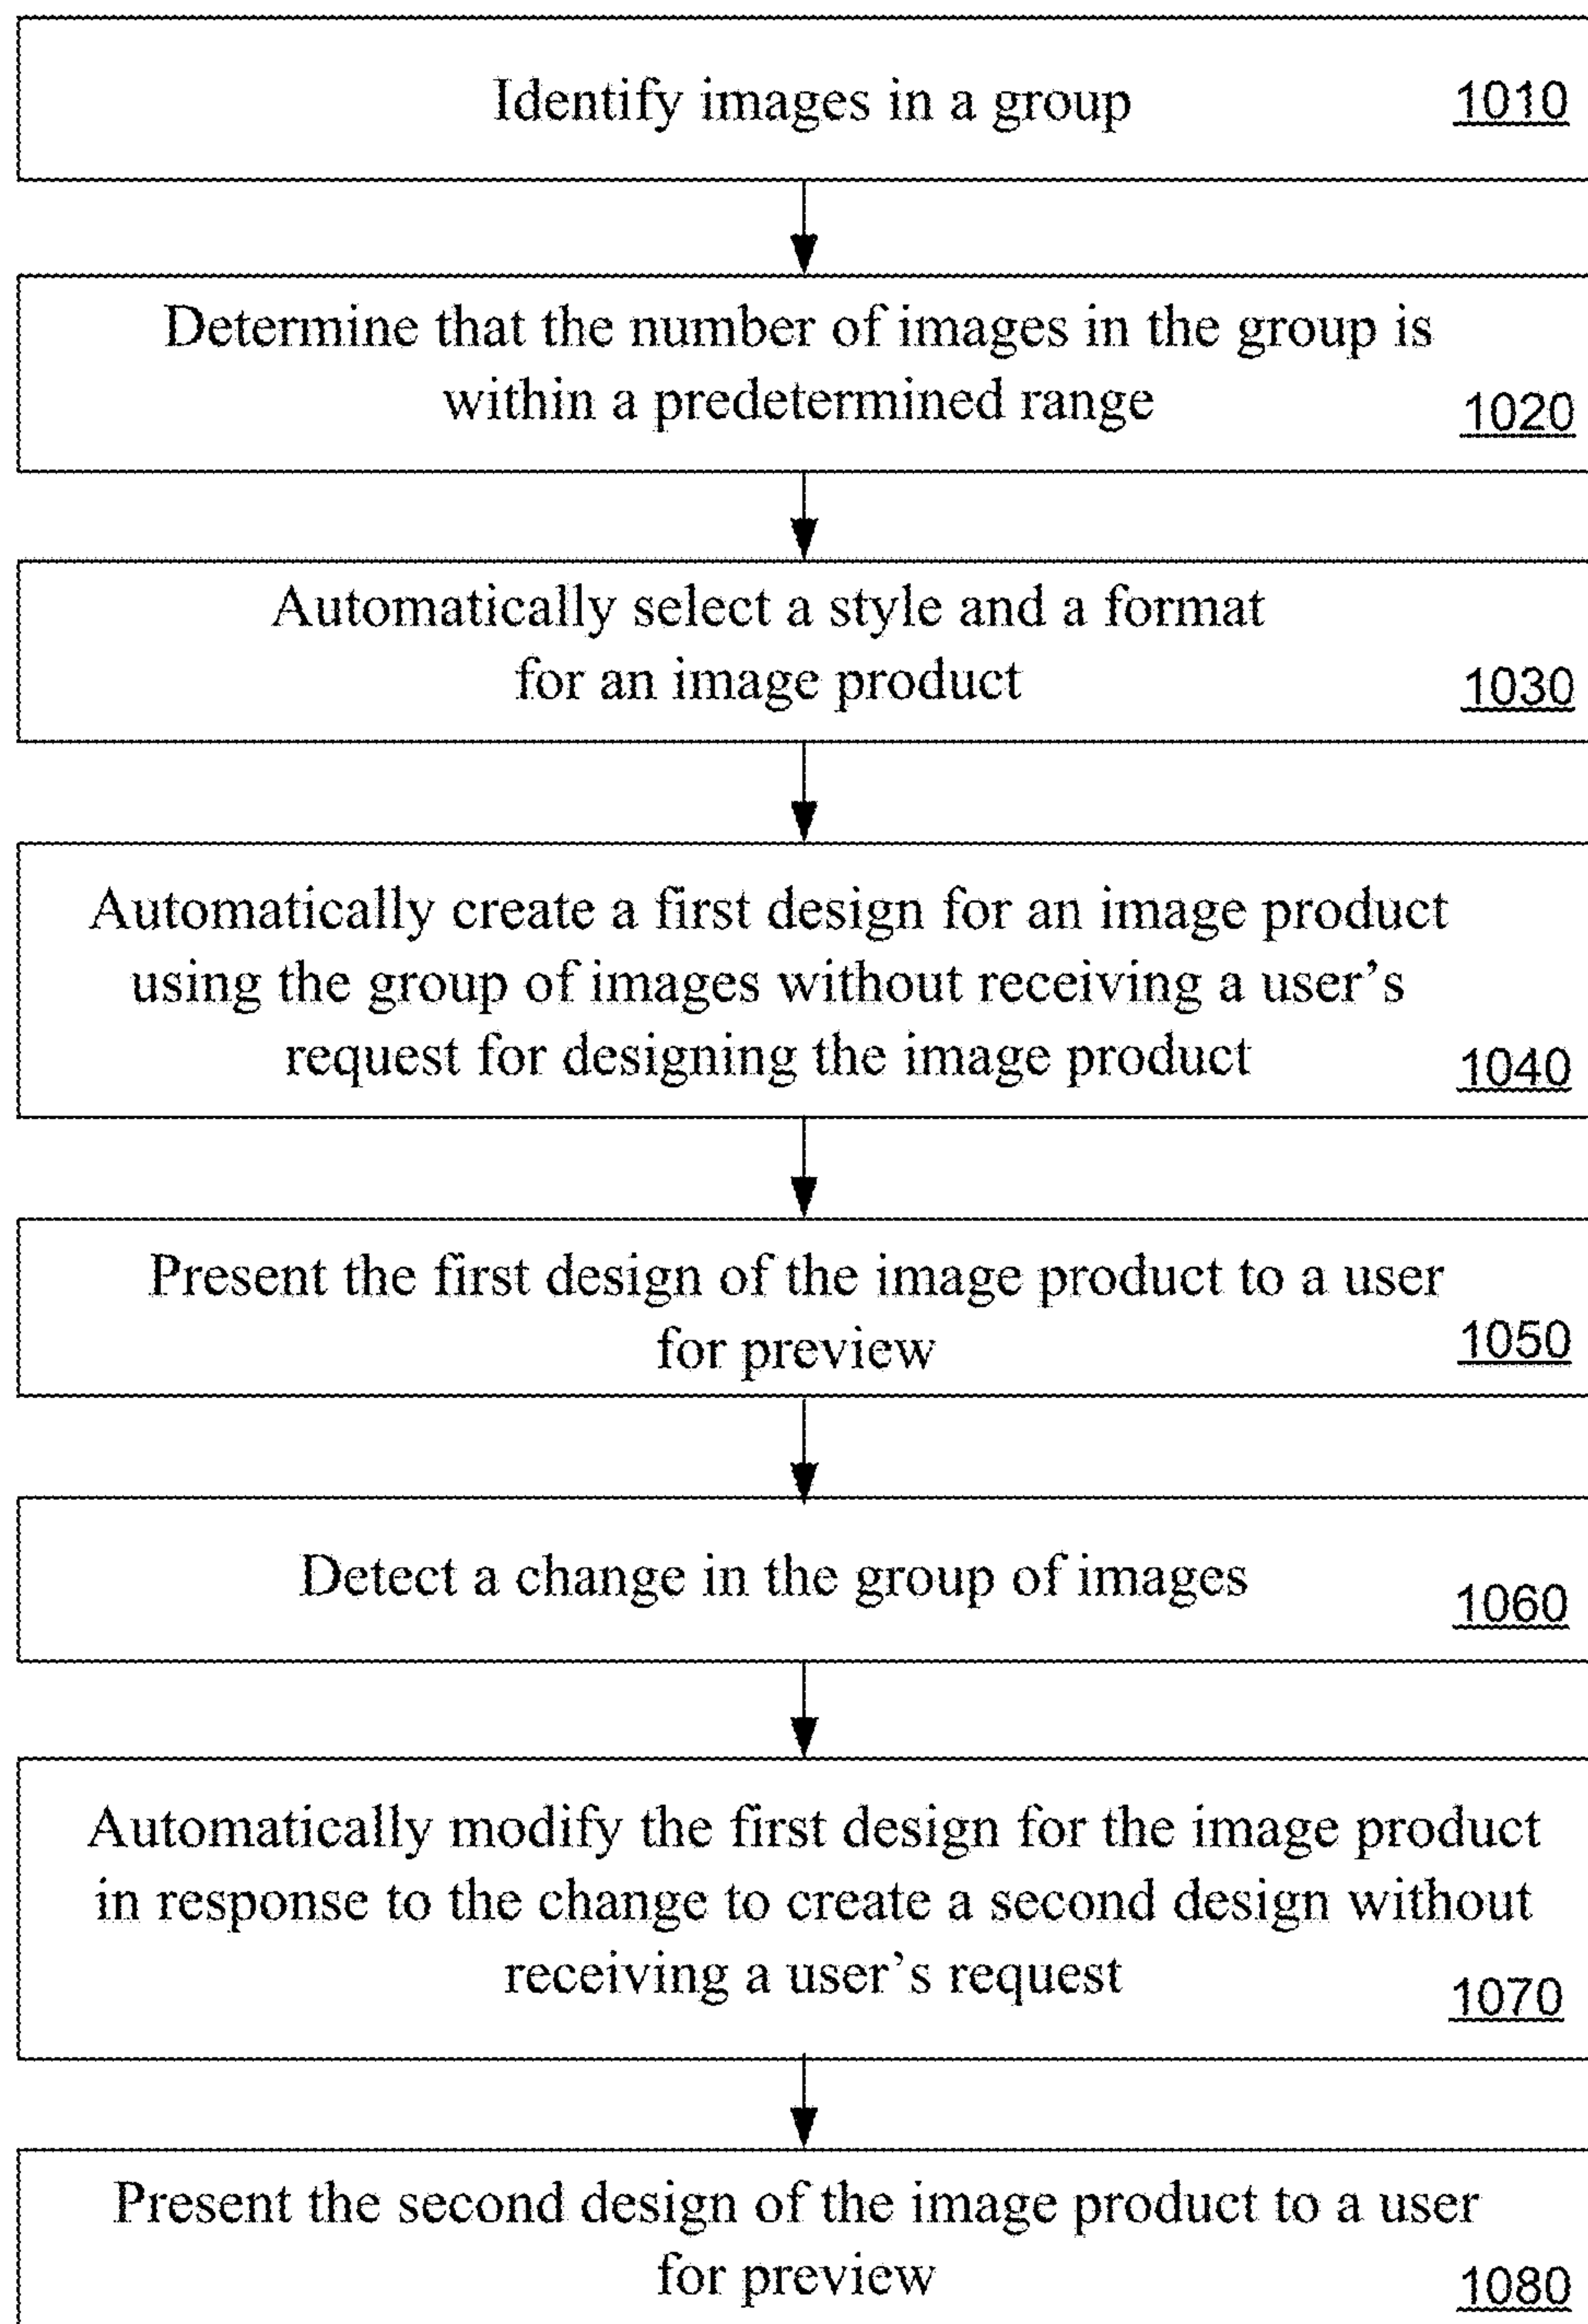 Identify images in a group 1010
Determine that the number of images in the group is
within a predetermined range 1020
Automatically select a style and a format
for an image product 1030
Automatically create a first design for an image product
using the group of images without receiving a user’s
request for designing the image product 1040
Present the first design of the image product to a user
for preview 1050
Detect a change in the group of images 1060
Automatically modify the first design for the image product
in response to the change to create a second design without
receiving a user’s request 1070
Present the second design of the image product to a user
for preview 1080